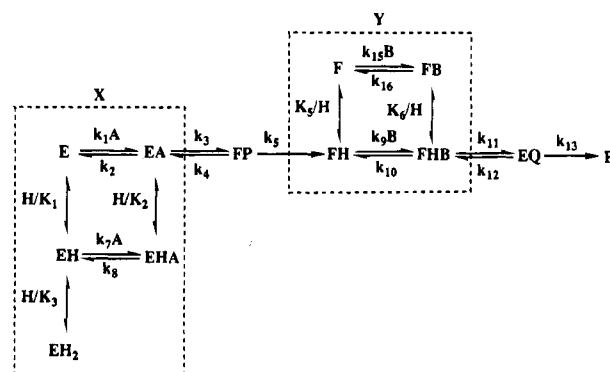 Y
k₁₅B
F FB
k₁₆
X
K₅/H K₆/H
k₁A k₃ k₅ k₉B k₁₁ k₁₃
E EA FP FH FHB EQ E
k₂ k₄ k₁₀ k₁₂
H/K₁ H/K₂
k₇A
EH EHA
k₈
H/K₃
EH₂